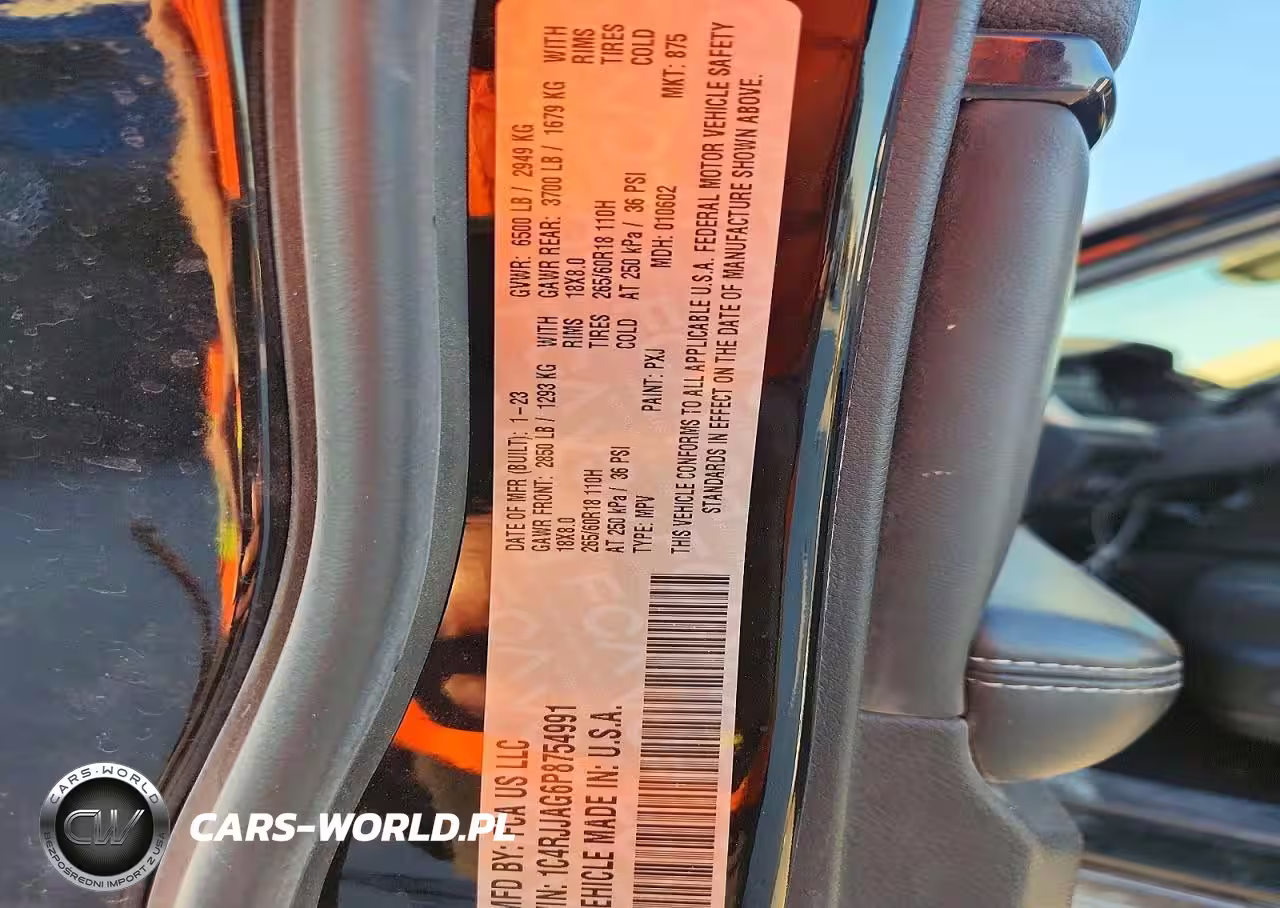 MFD BY: FCA US LLC
VIN: 1C4RJJAG6P8754991
VEHICLE MADE IN: U.S.A.
DATE OF MFR (BUILT): 1-23
GAWR FRONT: 2850 LB / 1293 KG WITH
18X8.0 RIMS
265/60R18 110H TIRES
AT 250 kPa / 36 PSI COLD
TYPE: MPV
PAINT: PXJ
GVWR: 6500 LB / 2949 KG
GAWR REAR: 3700 LB / 1679 KG WITH
18X8.0 RIMS
265/60R18 110H TIRES
AT 250 kPa / 36 PSI COLD
MDH: 010602
MKT: 875
THIS VEHICLE CONFORMS TO ALL APPLICABLE U.S.A. FEDERAL MOTOR VEHICLE SAFETY
STANDARDS IN EFFECT ON THE DATE OF MANUFACTURE SHOWN ABOVE.
CARS-WORLD
CW
BEZPOŚREDNI IMPORT Z USA
CARS-WORLD.PL